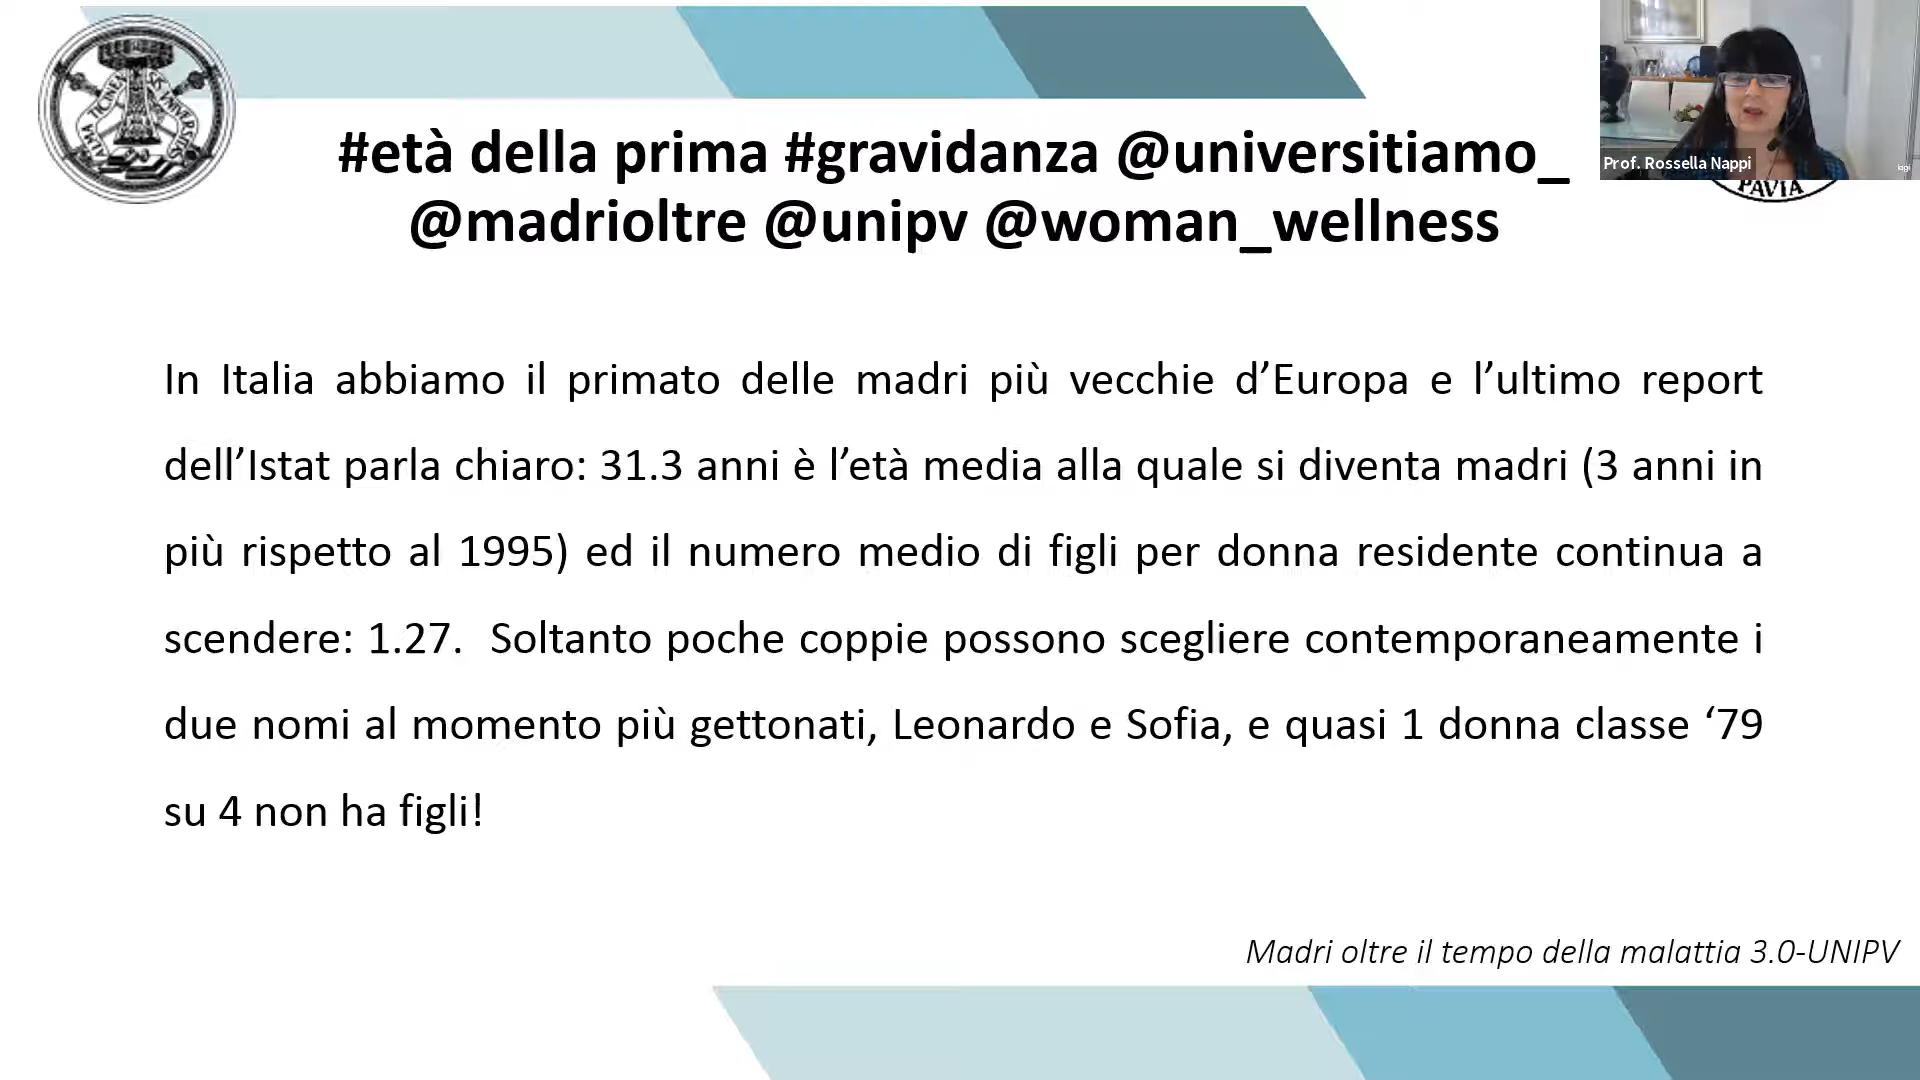 #età della prima #gravidanza @universitiamo_
@madrioltre @unipv @woman_wellness
Prof. Rossella Nappi
PAVIA
In Italia abbiamo il primato delle madri più vecchie d’Europa e l’ultimo report
dell’Istat parla chiaro: 31.3 anni è l’età media alla quale si diventa madri (3 anni in
più rispetto al 1995) ed il numero medio di figli per donna residente continua a
scendere: 1.27. Soltanto poche coppie possono scegliere contemporaneamente i
due nomi al momento più gettonati, Leonardo e Sofia, e quasi 1 donna classe ‘79
su 4 non ha figli!
Madri oltre il tempo della malattia 3.0-UNIPV